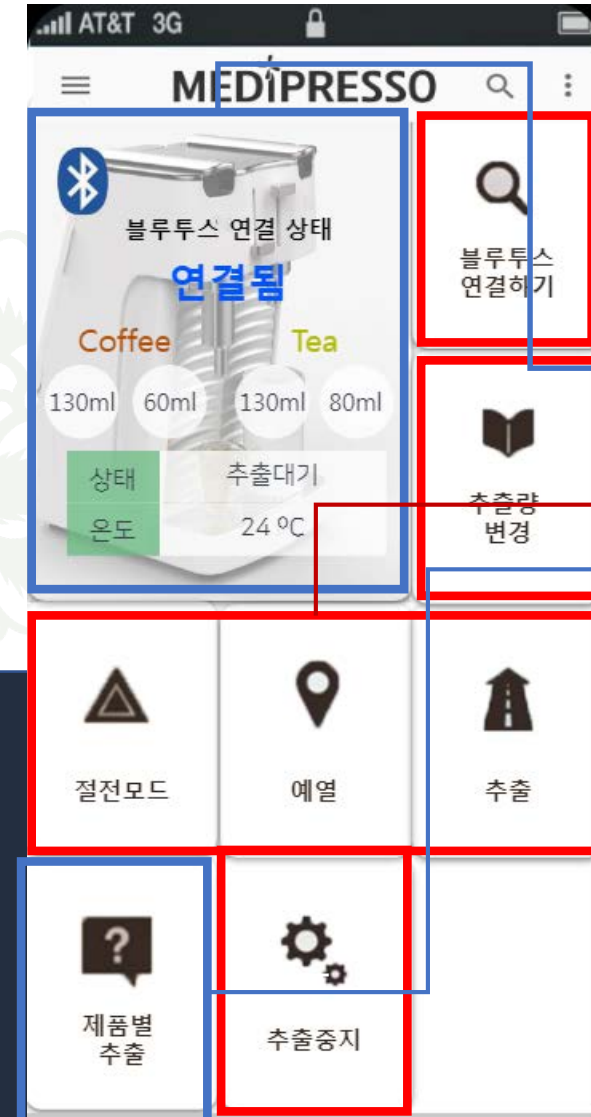 AT&T 3G
MEDIPRESSO
블루투스 연결 상태
연결됨
Coffee Tea
130ml 60ml 130ml 80ml
상태 추출대기
온도 24 ºC
블루투스
연결하기
추출량
변경
절전모드
예열
추출
제품별
추출
추출중지